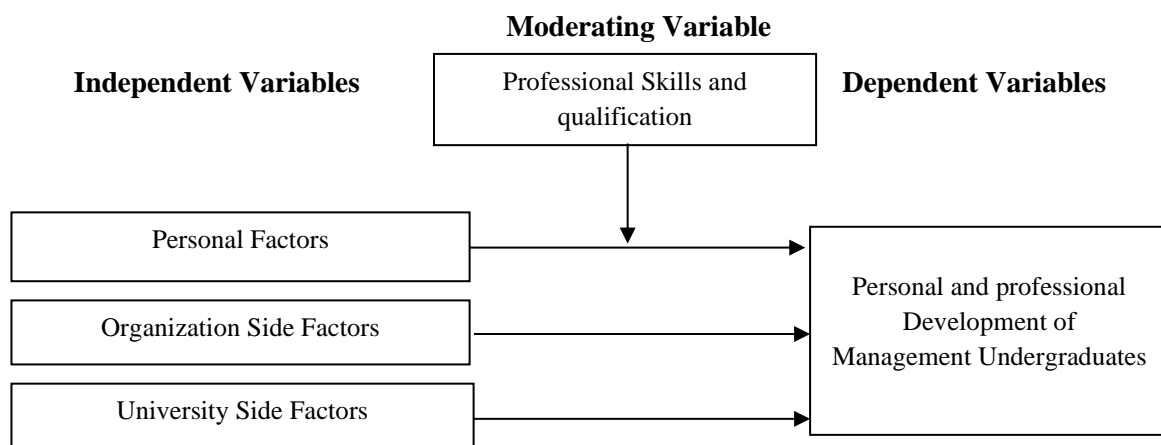 Moderating Variable
Independent Variables
Professional Skills and
qualification
Dependent Variables
Personal Factors
Organization Side Factors
University Side Factors
Personal and professional
Development of
Management Undergraduates